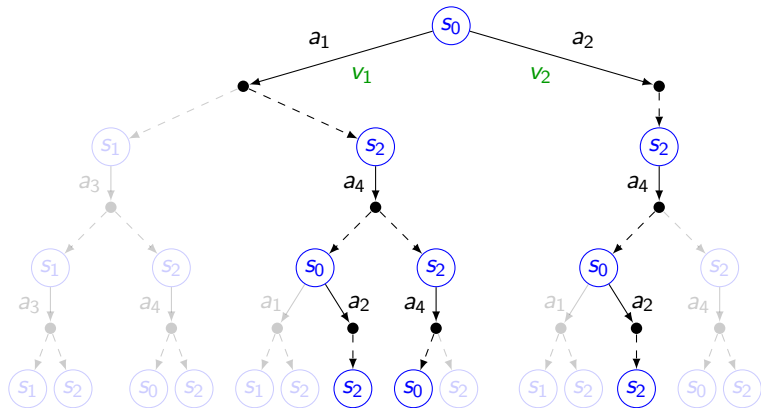 s₀
a₁ a₂
v₁ v₂
s₁ s₂ s₂
a₃ a₄ a₄
s₁ s₂ s₀ s₂ s₀ s₂
a₃ a₄ a₁ a₂ a₄ a₁ a₂ a₄
s₁ s₂ s₀ s₂ s₁ s₂ s₂ s₀ s₂ s₁ s₂ s₂ s₀ s₂